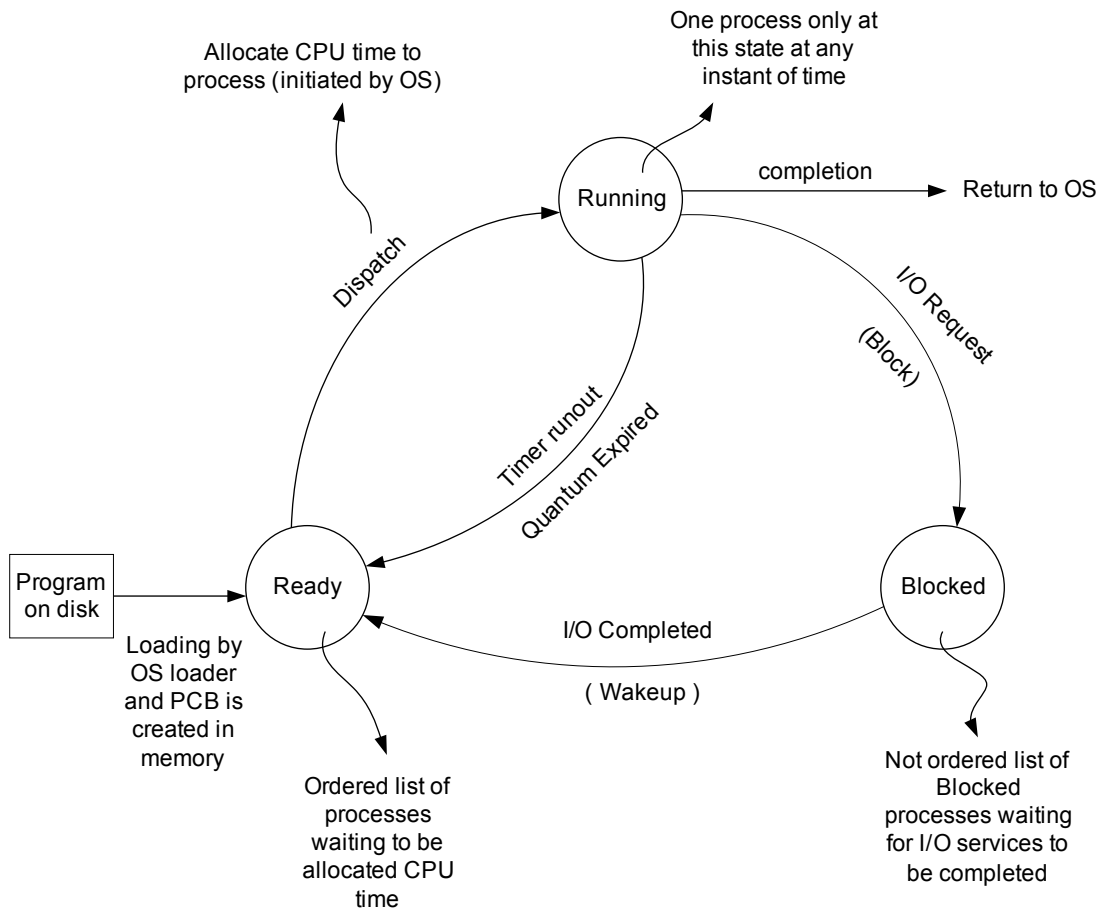 Allocate CPU time to
process (initiated by OS)
One process only at
this state at any
instant of time
Running
completion
Return to OS
Dispatch
I/O Request
(Block)
Timer runout
Quantum Expired
Program
on disk
Ready
Blocked
Loading by
OS loader
and PCB is
created in
memory
I/O Completed
( Wakeup )
Ordered list of
processes
waiting to be
allocated CPU
time
Not ordered list of
Blocked
processes waiting
for I/O services to
be completed